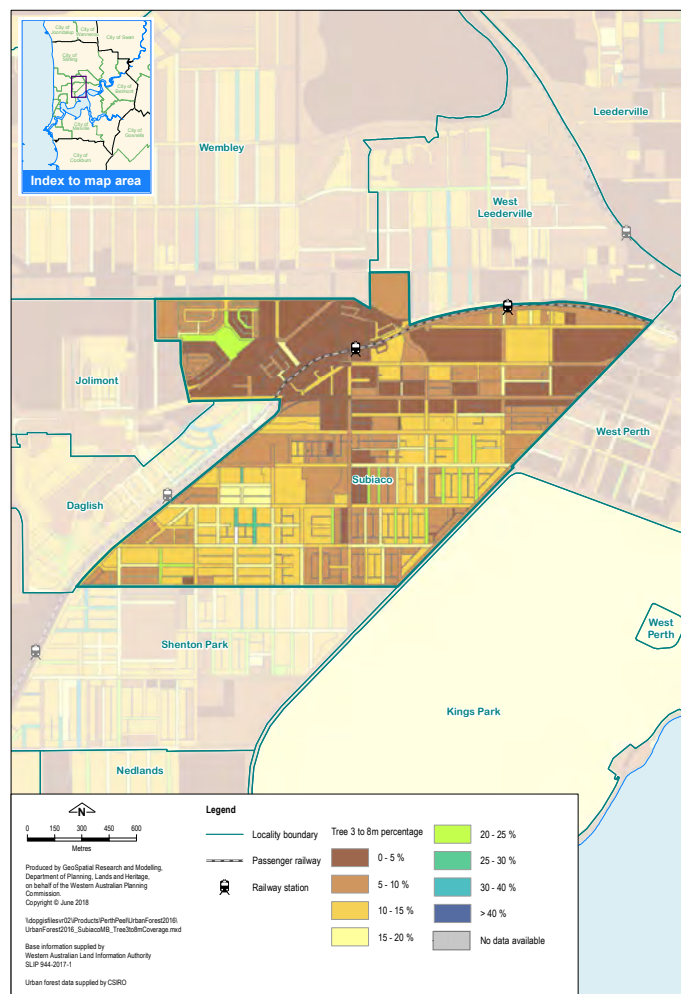 City of
Joondalup
City of
Wanneroo
City of Swan
City of
Stirling
City of
Belmont
City of
Melville
City of
Gosnells
City of
Cockburn
Index to map area
Leederville
Wembley
West
Leederville
Jolimont
West Perth
Subiaco
Daglish
West
Perth
Shenton Park
Kings Park
Nedlands
N
0 150 300 450 600
Metres
Produced by GeoSpatial Research and Modelling,
Department of Planning, Lands and Heritage,
on behalf of the Western Australian Planning
Commission.
Copyright © June 2018
\\dopgisfilesvr02\Products\PerthPeel\UrbanForest2016\
UrbanForest2016_SubiacoMB_Tree3to8mCoverage.mxd
Base information supplied by
Western Australian Land Information Authority
SLIP 944-2017-1
Urban forest data supplied by CSIRO
Legend
Locality boundary
Passenger railway
Railway station
Tree 3 to 8m percentage
0 - 5 %
5 - 10 %
10 - 15 %
15 - 20 %
20 - 25 %
25 - 30 %
30 - 40 %
> 40 %
No data available